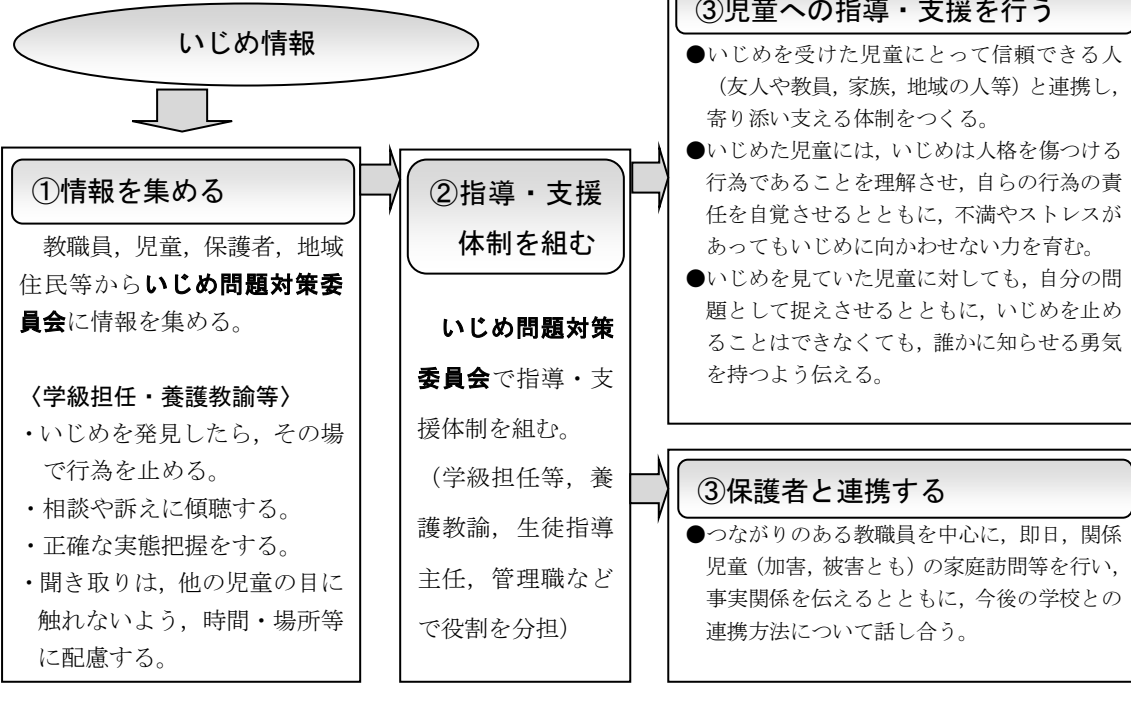 いじめ情報
①情報を集める
教職員，児童，保護者，地域
住民等からいじめ問題対策委
員会に情報を集める。
〈学級担任・養護教諭等〉
・いじめを発見したら，その場
で行為を止める。
・相談や訴えに傾聴する。
・正確な実態把握をする。
・聞き取りは，他の児童の目に
触れないよう，時間・場所等
に配慮する。
②指導・支援
体制を組む
いじめ問題対策
委員会で指導・支
援体制を組む。
（学級担任等，養
護教諭，生徒指導
主任，管理職など
で役割を分担）
③児童への指導・支援を行う
●いじめを受けた児童にとって信頼できる人
（友人や教員，家族，地域の人等）と連携し，
寄り添い支える体制をつくる。
●いじめた児童には，いじめは人格を傷つける
行為であることを理解させ，自らの行為の責
任を自覚させるとともに，不満やストレスが
あってもいじめに向かわせない力を育む。
●いじめを見ていた児童に対しても，自分の問
題として捉えさせるとともに，いじめを止め
ることはできなくても，誰かに知らせる勇気
を持つよう伝える。
③保護者と連携する
●つながりのある教職員を中心に，即日，関係
児童（加害，被害とも）の家庭訪問等を行い，
事実関係を伝えるとともに，今後の学校との
連携方法について話し合う。